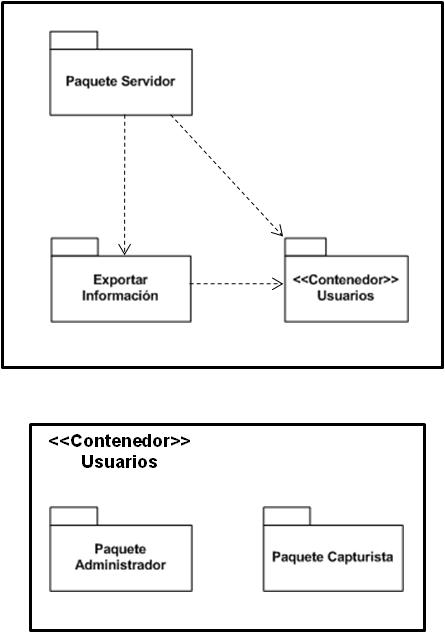 Paquete Servidor
Exportar
Información
<<Contenedor>>
Usuarios
<<Contenedor>>
Usuarios
Paquete
Administrador
Paquete Capturista